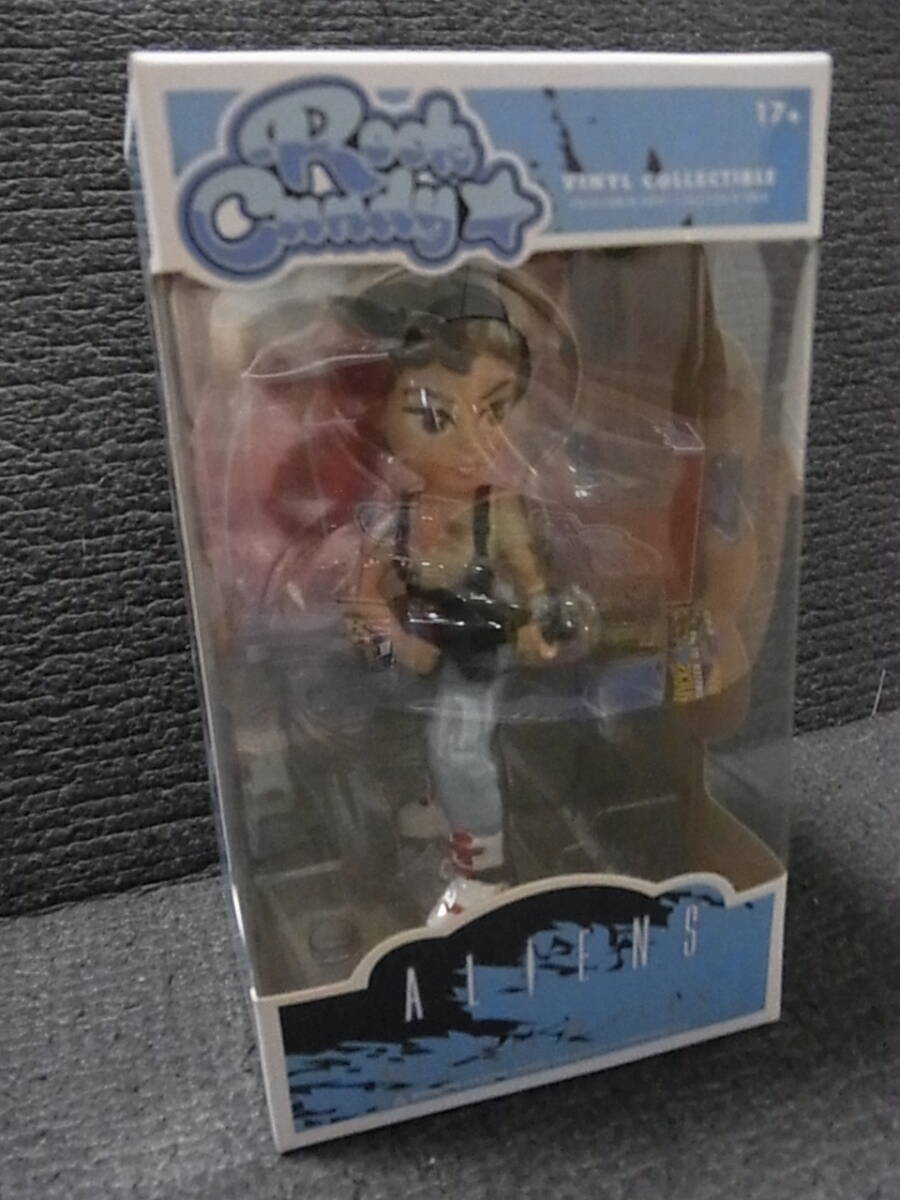 Rock
Candy
17+
VINYL COLLECTIBLE
ALIENS